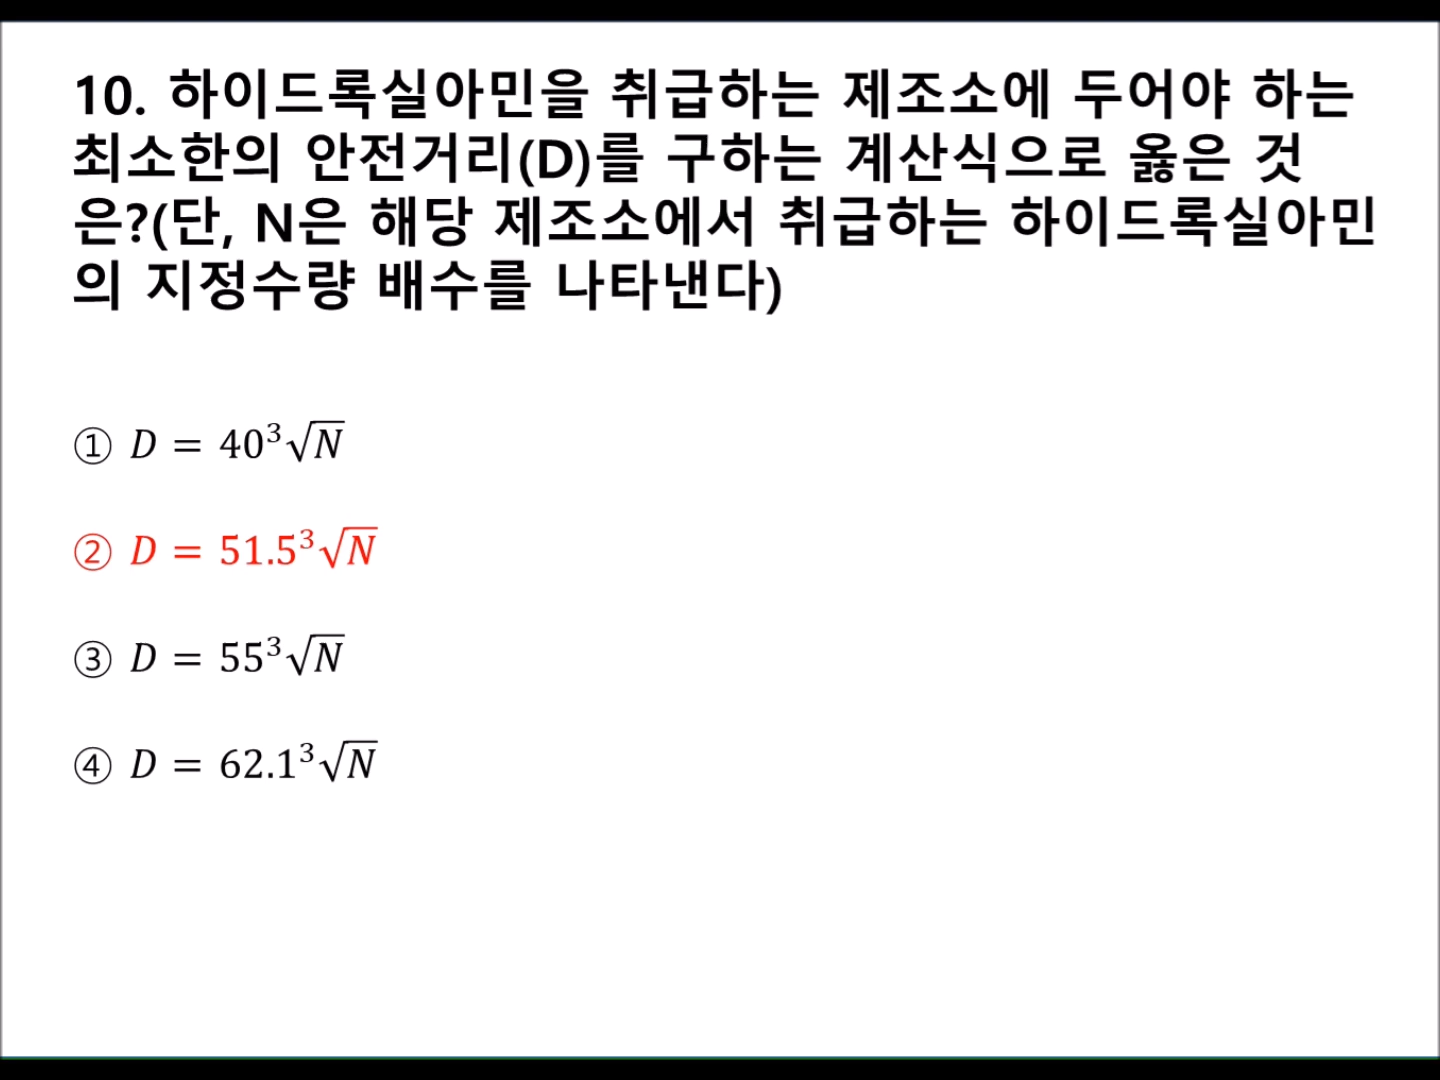 10. 하이드록실아민을 취급하는 제조소에 두어야 하는
최소한의 안전거리(D)를 구하는 계산식으로 옳은 것
은?(단, N은 해당 제조소에서 취급하는 하이드록실아민
의 지정수량 배수를 나타낸다)
① D = 40³√N
② D = 51.5³√N
③ D = 55³√N
④ D = 62.1³√N